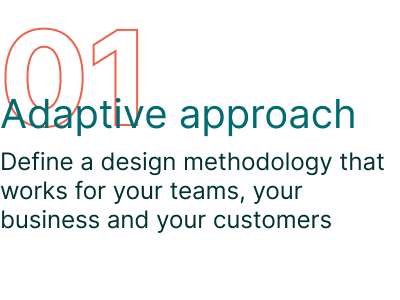 01
Adaptive approach
Define a design methodology that
works for your teams, your
business and your customers